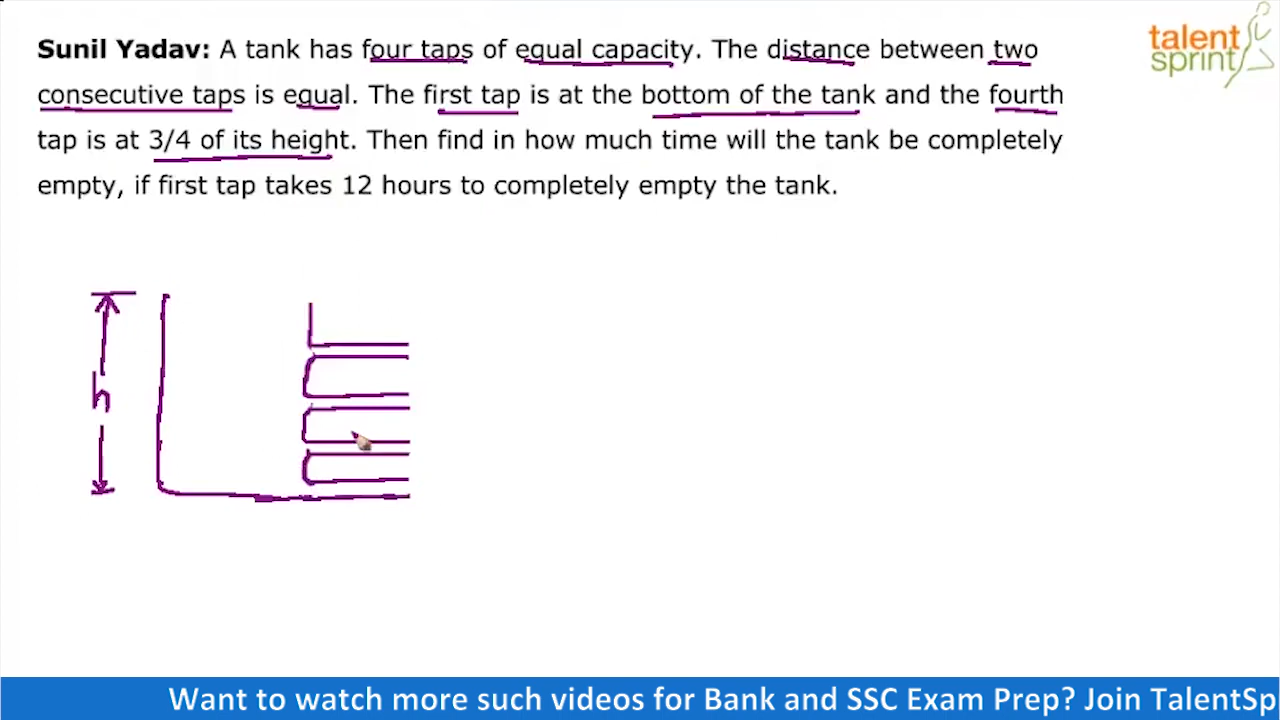 talent
sprint
Sunil Yadav: A tank has four taps of equal capacity. The distance between two
consecutive taps is equal. The first tap is at the bottom of the tank and the fourth
tap is at 3/4 of its height. Then find in how much time will the tank be completely
empty, if first tap takes 12 hours to completely empty the tank.
h
Want to watch more such videos for Bank and SSC Exam Prep? Join TalentSp